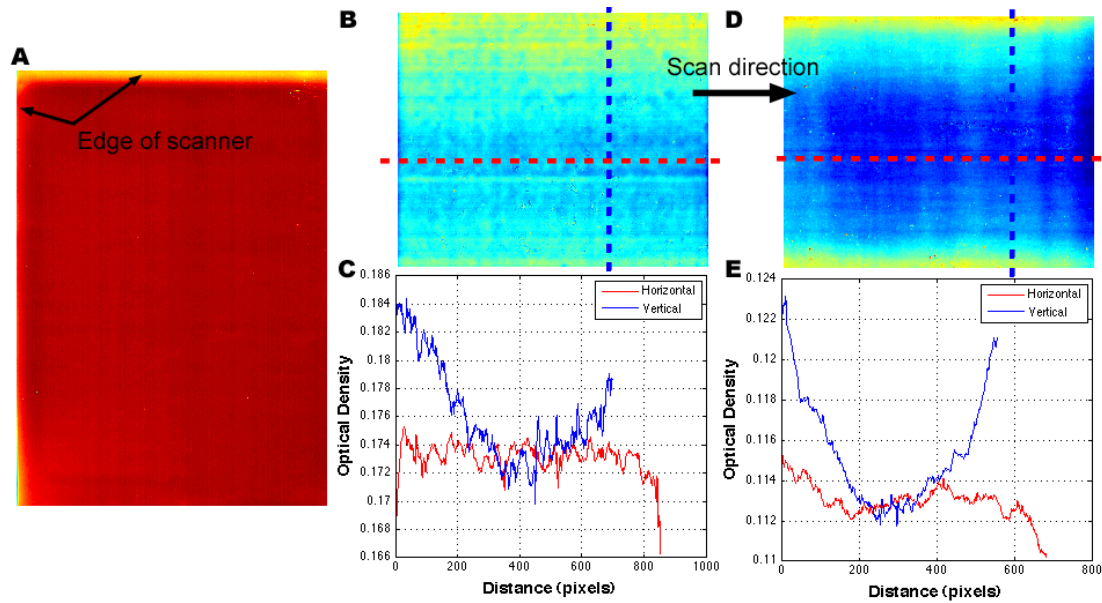 A
Edge of scanner
B
D
Scan direction
C
0.186
0.184
0.182
0.18
0.178
0.176
0.174
0.172
0.17
0.168
0.166
Optical Density
Horizontal
Vertical
0 200 400 600 800 1000
Distance (pixels)
E
0.124
0.122
0.12
0.118
0.116
0.114
0.112
0.11
Optical Density
Horizontal
Vertical
0 200 400 600 800
Distance (pixels)